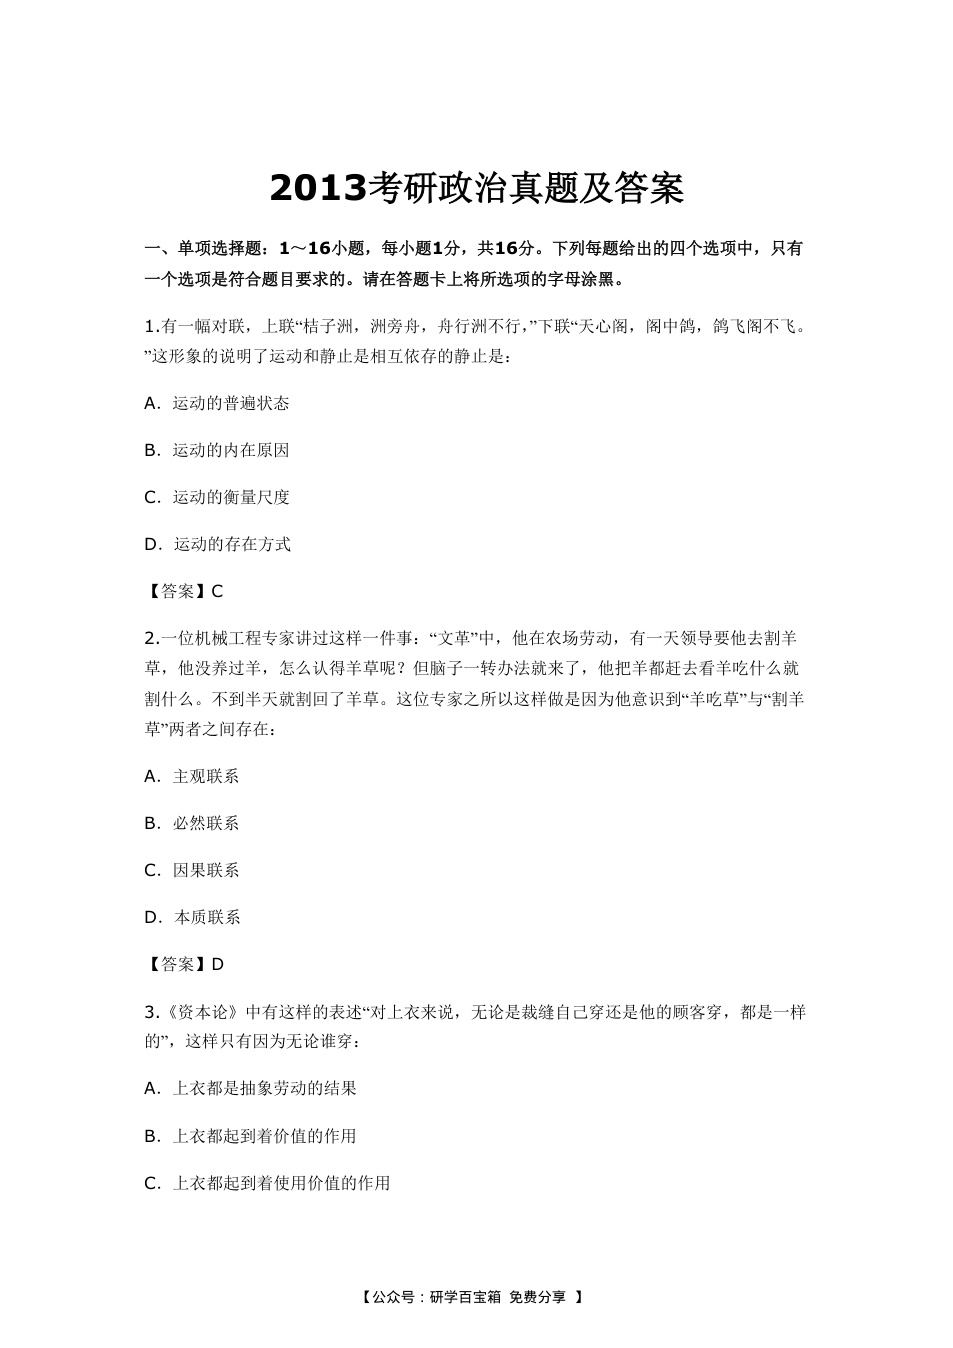 2013考研政治真题及答案
一、单项选择题：1～16小题，每小题1分，共16分。下列每题给出的四个选项中，只有
一个选项是符合题目要求的。请在答题卡上将所选项的字母涂黑。
1.有一幅对联，上联“桔子洲，洲旁舟，舟行洲不行，”下联“天心阁，阁中鸽，鸽飞阁不飞。
”这形象的说明了运动和静止是相互依存的静止是：
A．运动的普遍状态
B．运动的内在原因
C．运动的衡量尺度
D．运动的存在方式
【答案】C
2.一位机械工程专家讲过这样一件事：“文革”中，他在农场劳动，有一天领导要他去割羊
草，他没养过羊，怎么认得羊草呢？但脑子一转办法就来了，他把羊都赶去看羊吃什么就
割什么。不到半天就割回了羊草。这位专家之所以这样做是因为他意识到“羊吃草”与“割羊
草”两者之间存在：
A．主观联系
B．必然联系
C．因果联系
D．本质联系
【答案】D
3.《资本论》中有这样的表述“对上衣来说，无论是裁缝自己穿还是他的顾客穿，都是一样
的”，这样只有因为无论谁穿：
A．上衣都是抽象劳动的结果
B．上衣都起到着价值的作用
C．上衣都起到着使用价值的作用
【公众号：研学百宝箱 免费分享 】